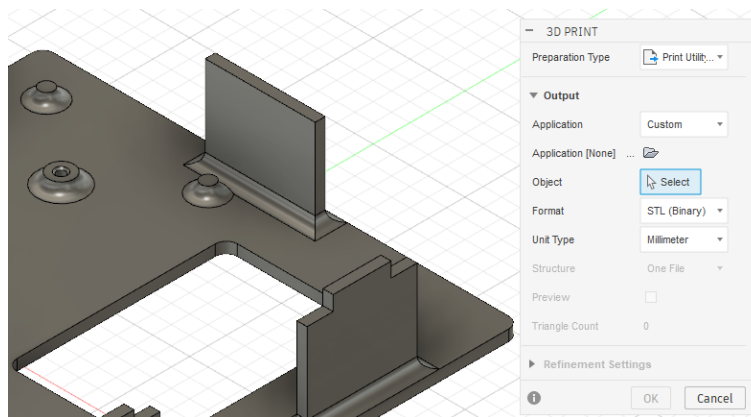 3D PRINT
Preparation Type Print Utility...
Output
Application Custom
Application [None] ...
Object Select
Format STL (Binary)
Unit Type Millimeter
Structure One File
Preview
Triangle Count 0
Refinement Settings
OK Cancel